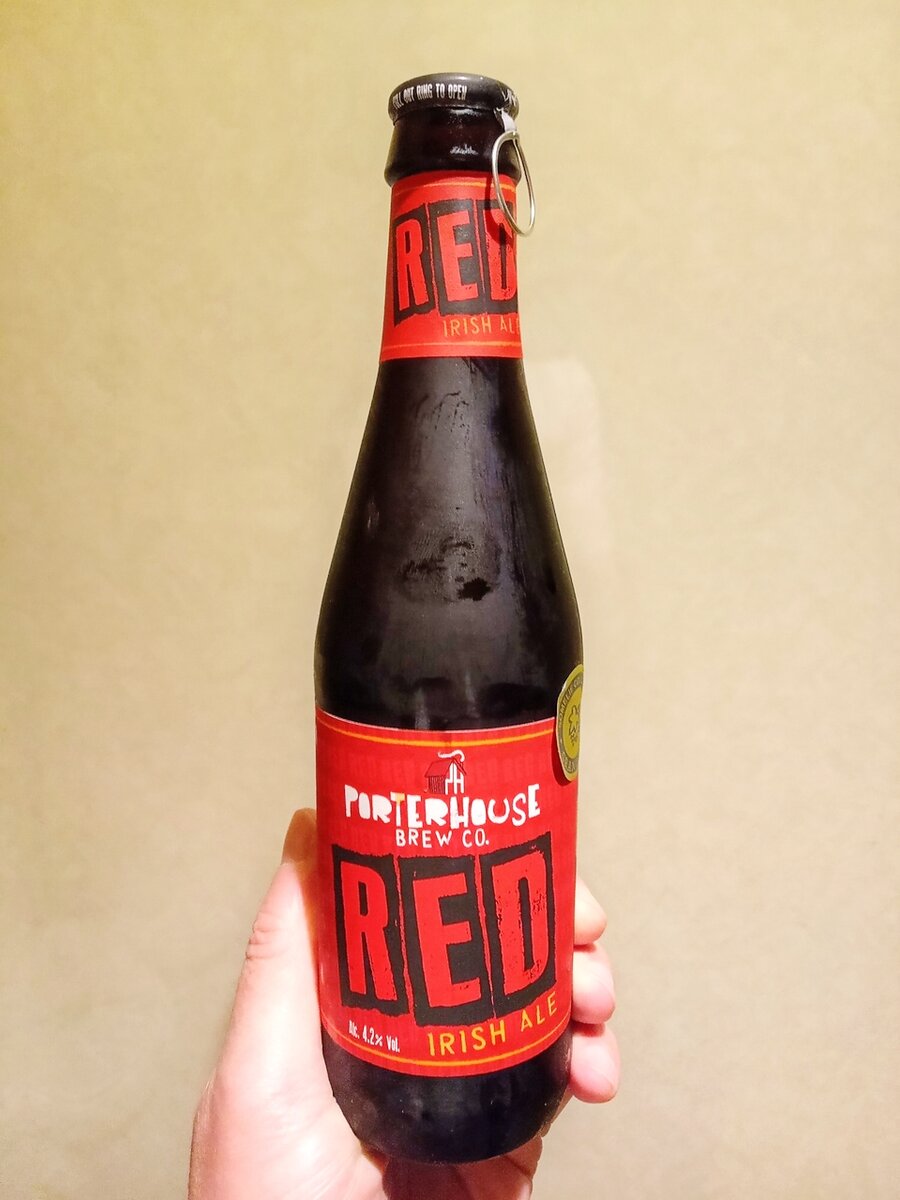 PULL OUT RING TO OPEN
RED
IRISH ALE
PORTERHOUSE
BREW CO.
RED
Alc. 4.2% Vol.
IRISH ALE